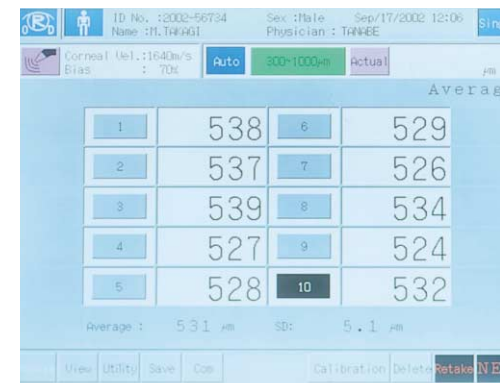 ID No. :2002-56734 Sex :Male Sep/17/2002 12:06
Name :M.TAKAGI Physician :TANABE
Sin
Corneal Vel.:1640m/s
Bias : 70%
Auto 300~1000μm Actual
μm
Averag
1 538 6 529
2 537 7 526
3 539 8 534
4 527 9 524
5 528 10 532
Average : 531 μm SD: 5.1 μm
View Utility Save Com Calibration Delete Retake NE